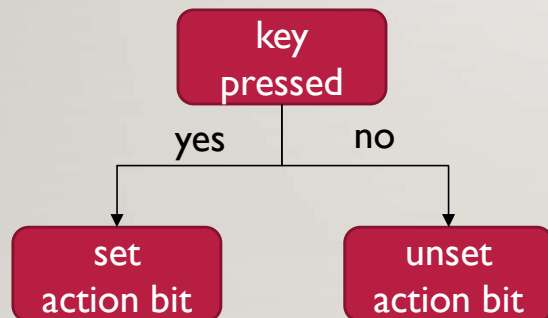 key
pressed
yes
no
set
action bit
unset
action bit